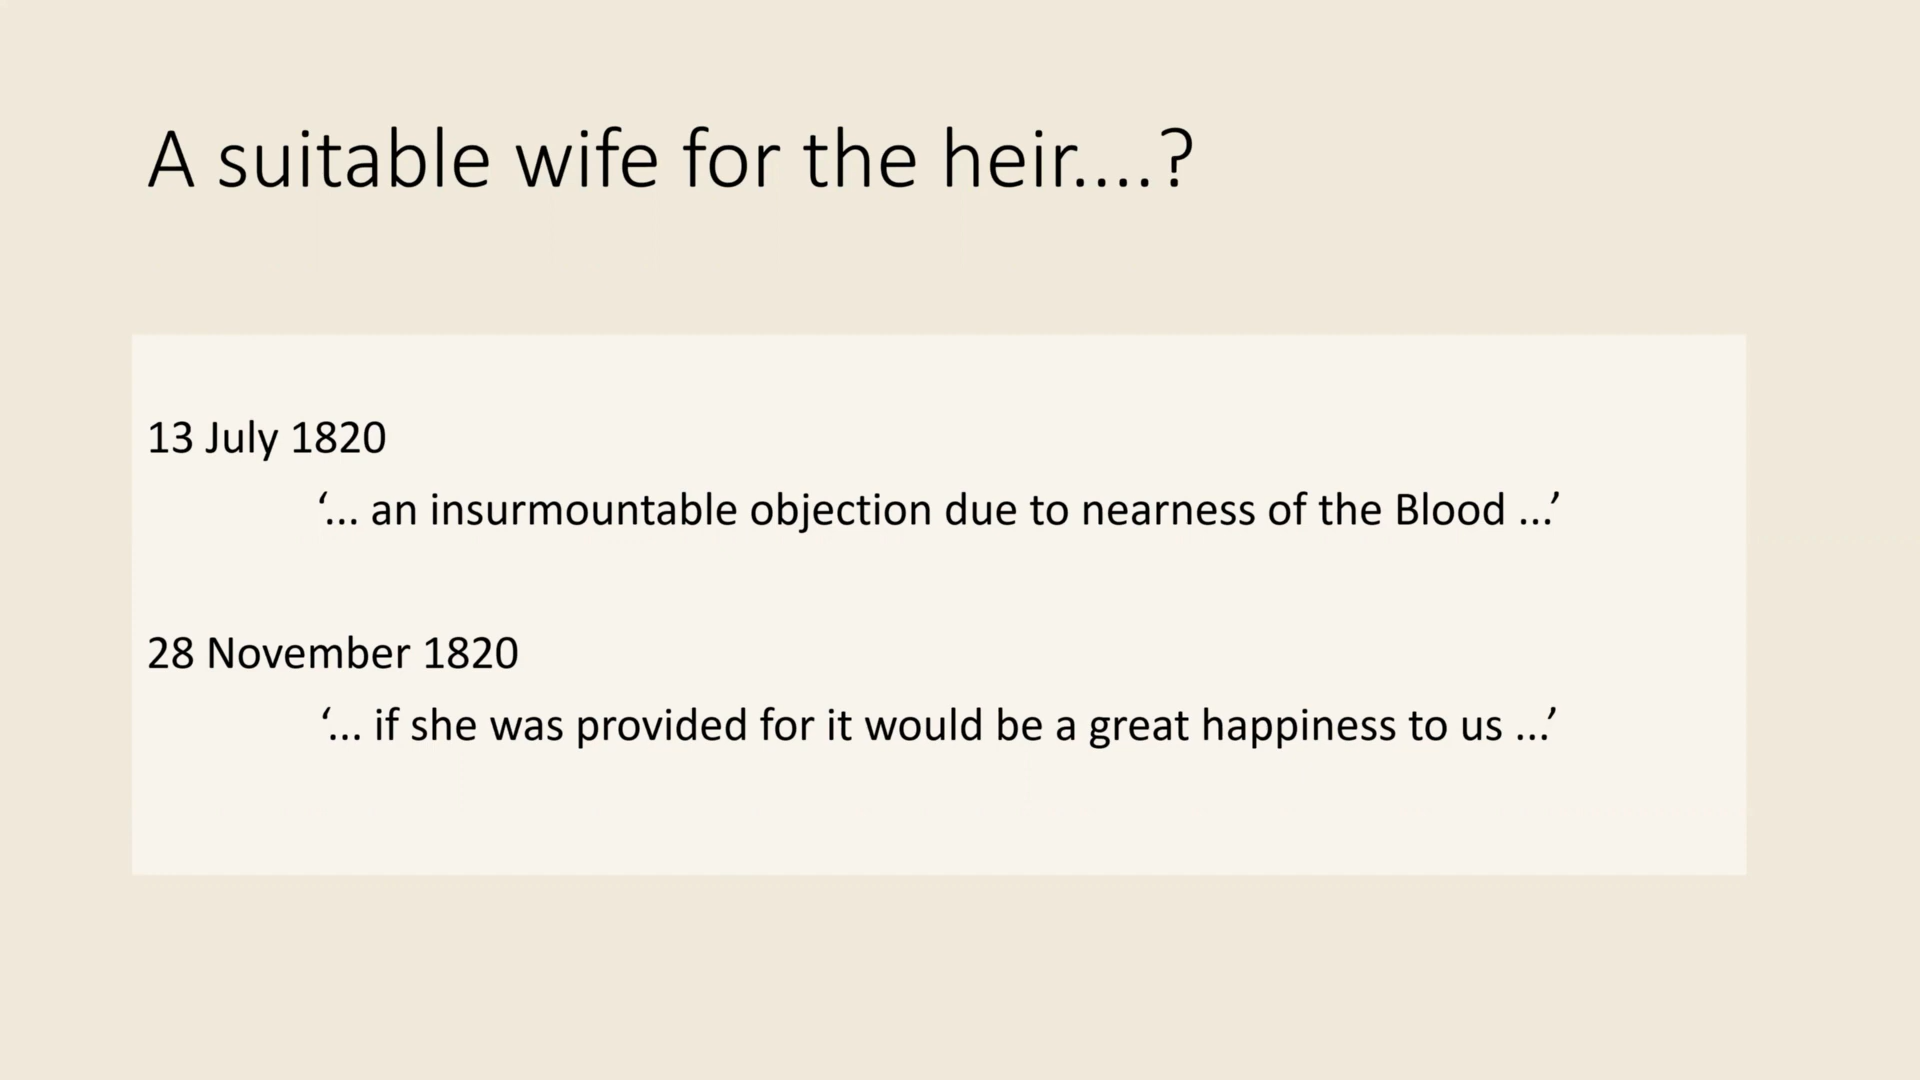 A suitable wife for the heir....?
13 July 1820
‘... an insurmountable objection due to nearness of the Blood ...’
28 November 1820
‘... if she was provided for it would be a great happiness to us ...’